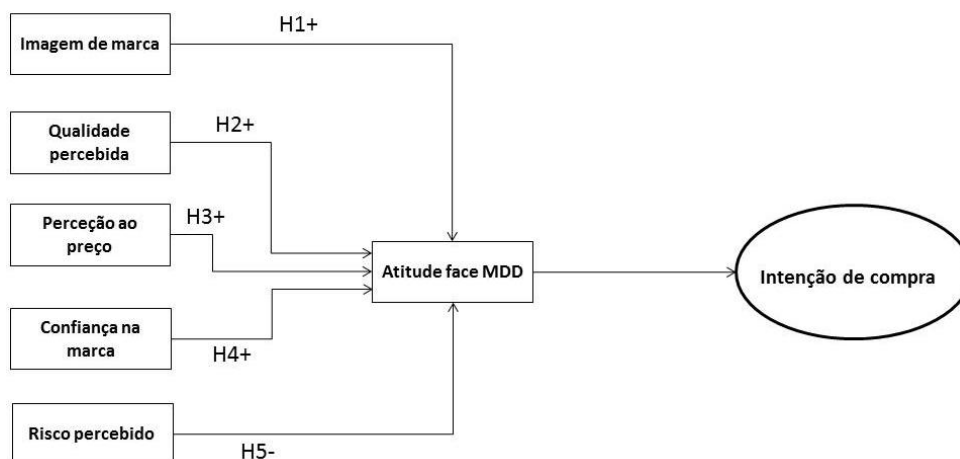 H1+
Imagem de marca
Qualidade
percebida
H2+
Perceção ao
preço
H3+
Atitude face MDD
Intenção de compra
Confiança na
marca
H4+
Risco percebido
H5-